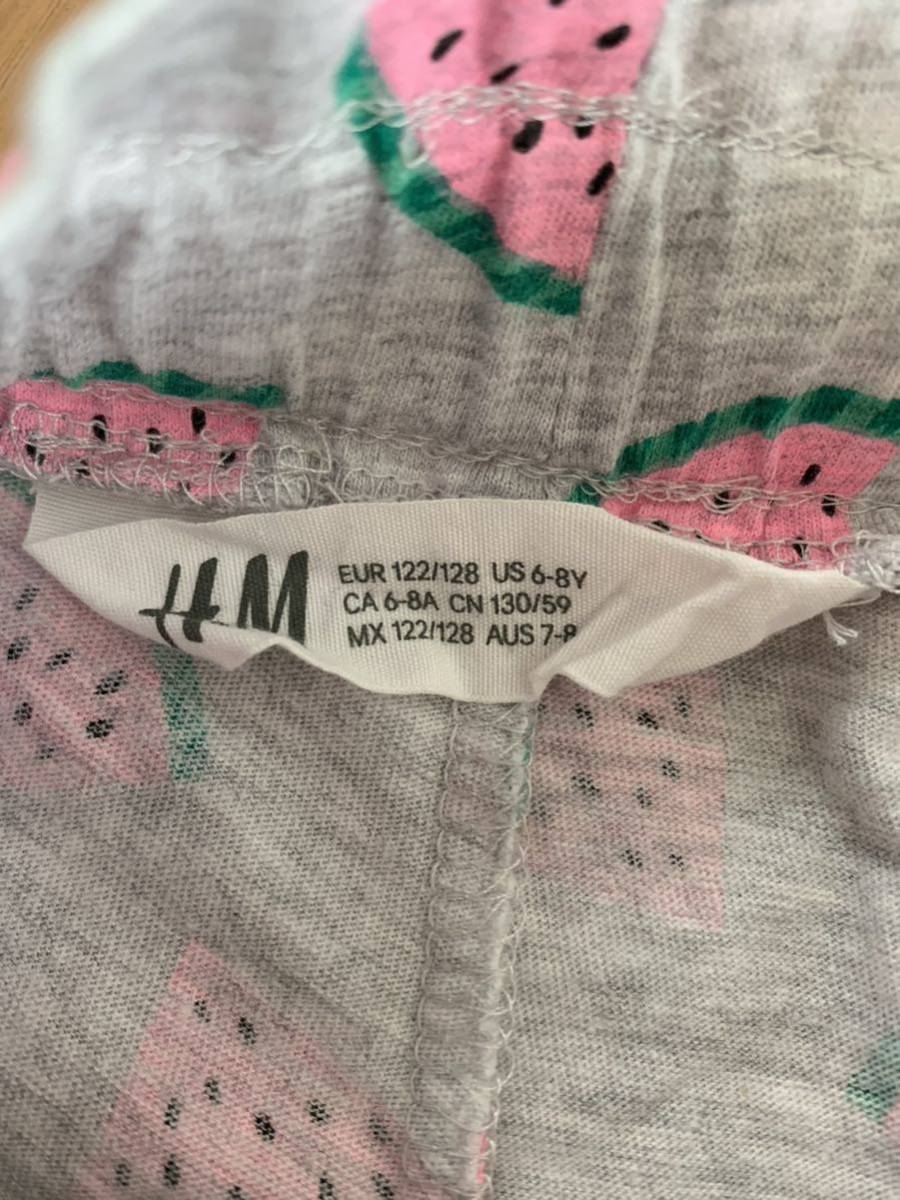 H&M
EUR 122/128 US 6-8Y
CA 6-8A CN 130/59
MX 122/128 AUS 7-8